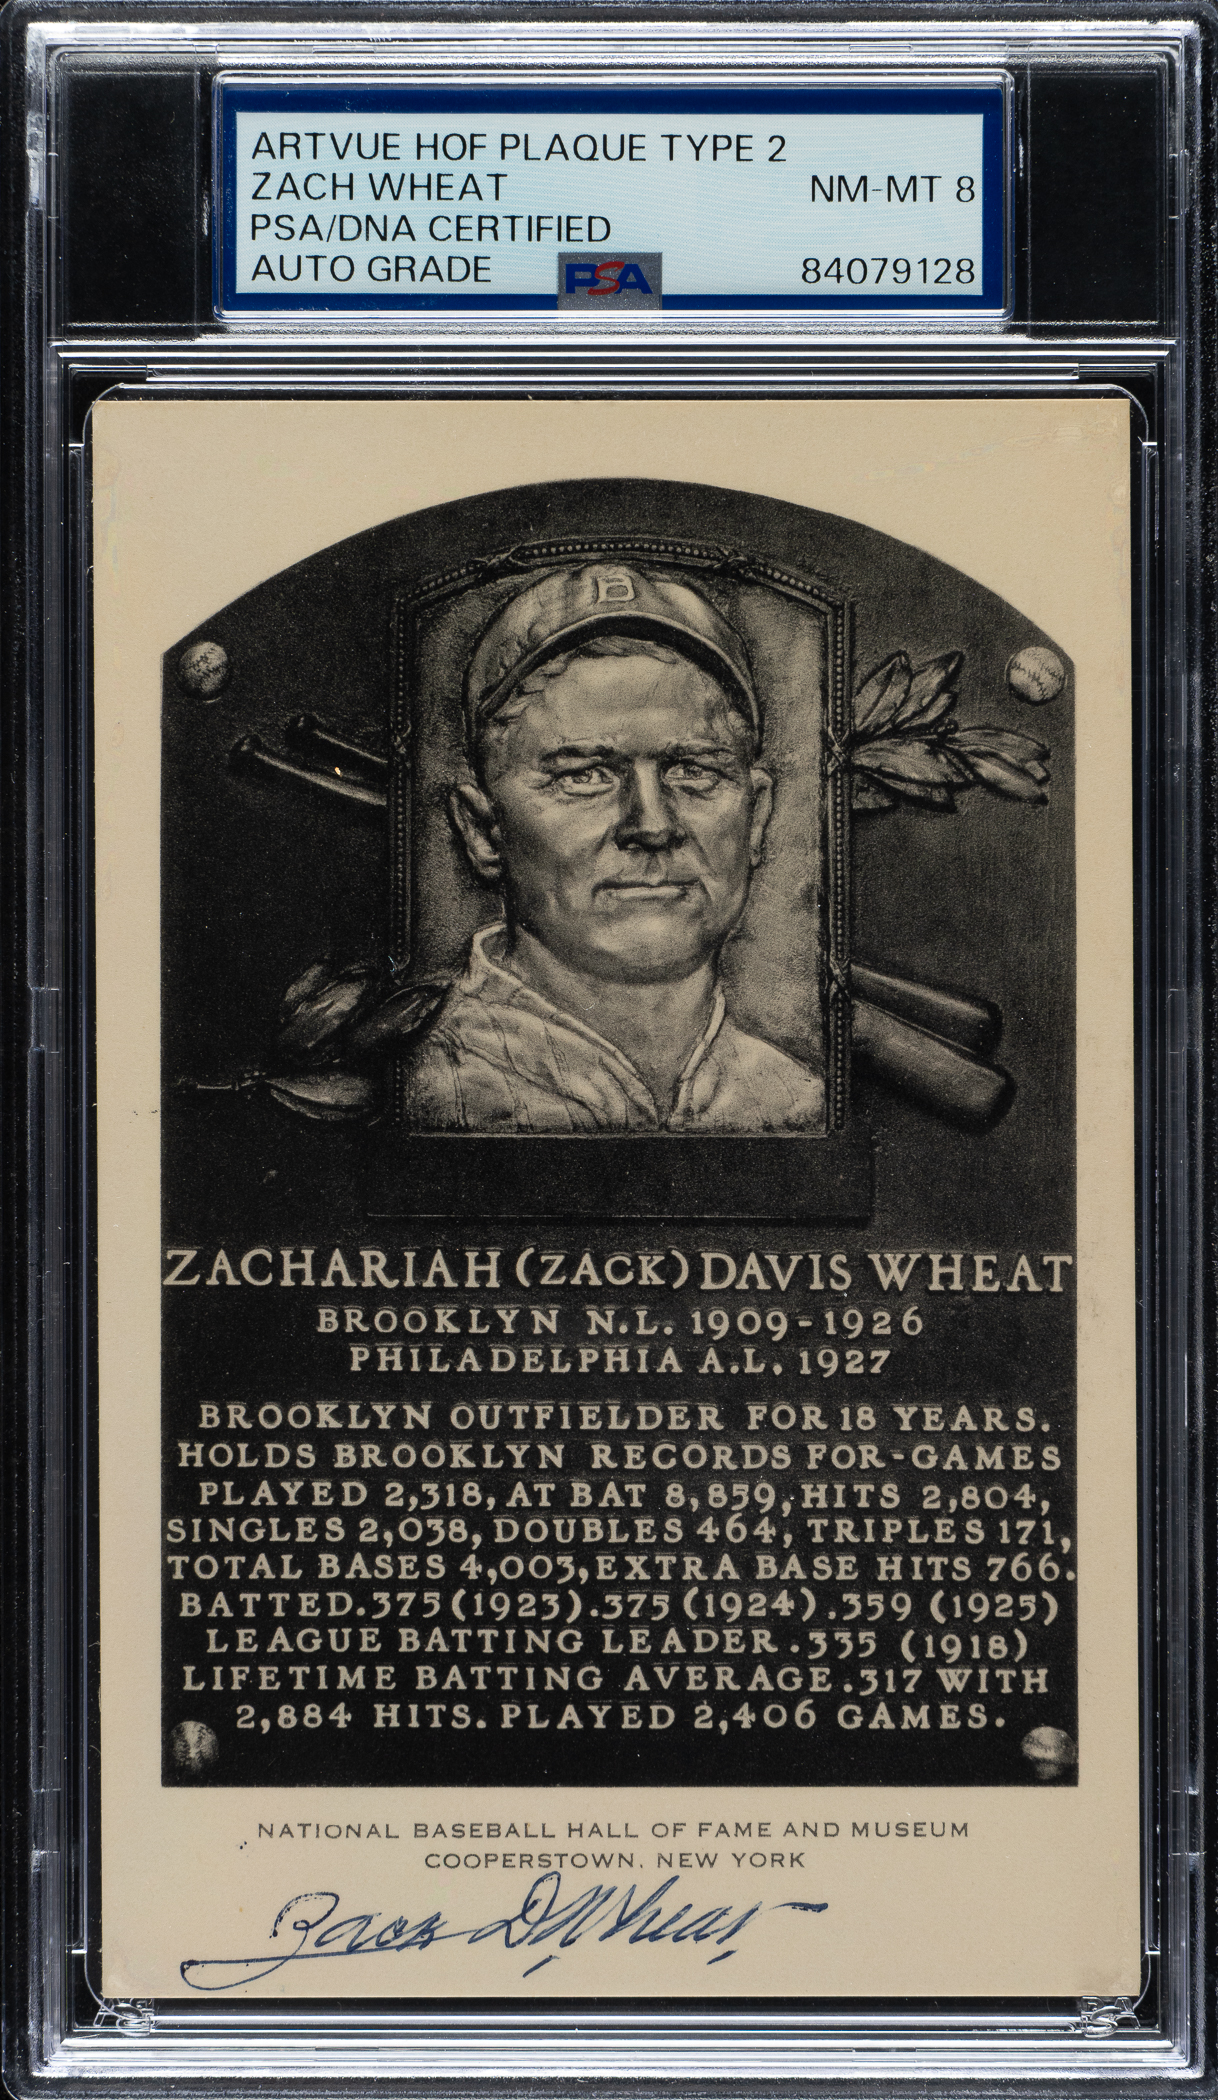 ARTVUE HOF PLAQUE TYPE 2
ZACH WHEAT NM-MT 8
PSA/DNA CERTIFIED
AUTO GRADE PSA 84079128
B
ZACHARIAH (ZACK) DAVIS WHEAT
BROOKLYN N.L. 1909-1926
PHILADELPHIA A.L. 1927
BROOKLYN OUTFIELDER FOR 18 YEARS.
HOLDS BROOKLYN RECORDS FOR-GAMES
PLAYED 2,318, AT BAT 8,859, HITS 2,804,
SINGLES 2,038, DOUBLES 464, TRIPLES 171,
TOTAL BASES 4,003, EXTRA BASE HITS 766.
BATTED .375 (1923) .375 (1924) .359 (1925)
LEAGUE BATTING LEADER .335 (1918)
LIFETIME BATTING AVERAGE .317 WITH
2,884 HITS. PLAYED 2,406 GAMES.
NATIONAL BASEBALL HALL OF FAME AND MUSEUM
COOPERSTOWN, NEW YORK
Zack D. Wheat